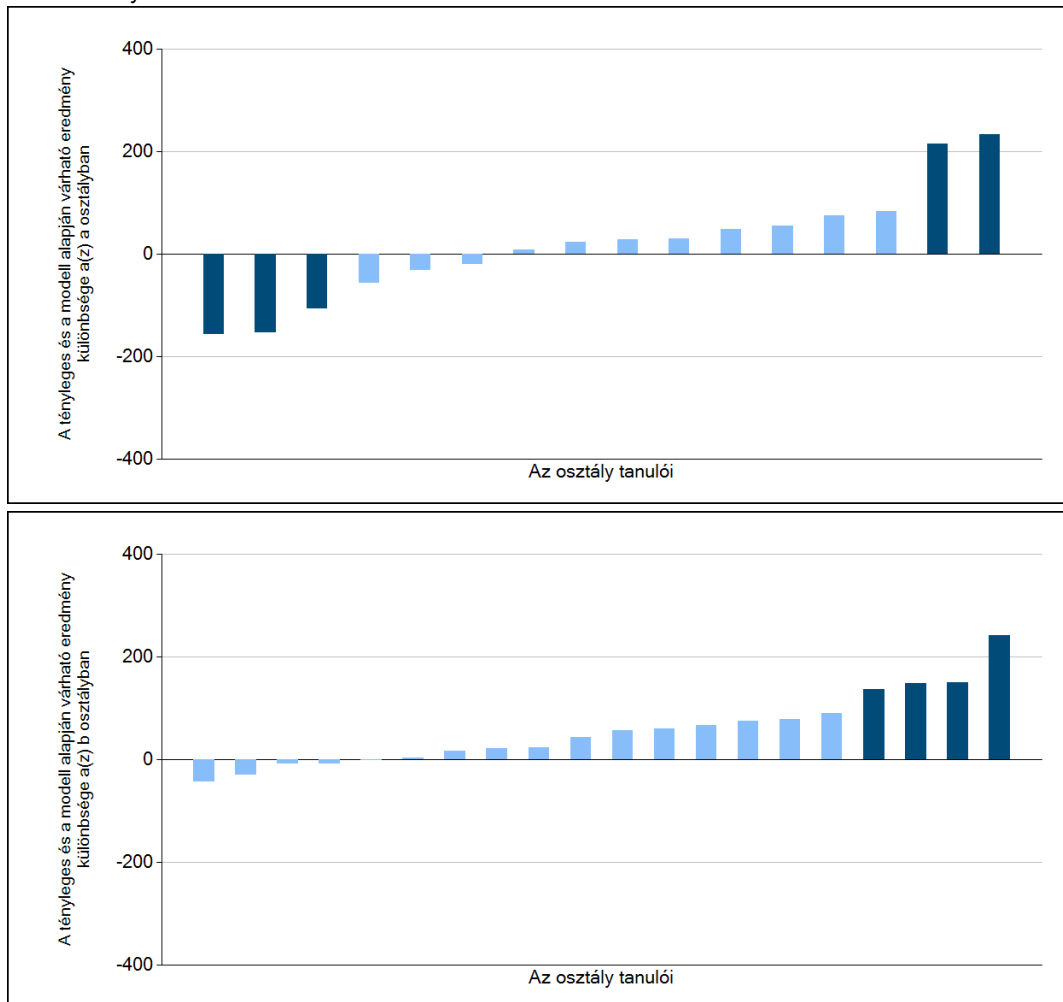 A tényleges és a modell alapján várható eredmény
különbsége a(z) a osztályban
400
200
0
-200
-400
Az osztály tanulói
A tényleges és a modell alapján várható eredmény
különbsége a(z) b osztályban
400
200
0
-200
-400
Az osztály tanulói